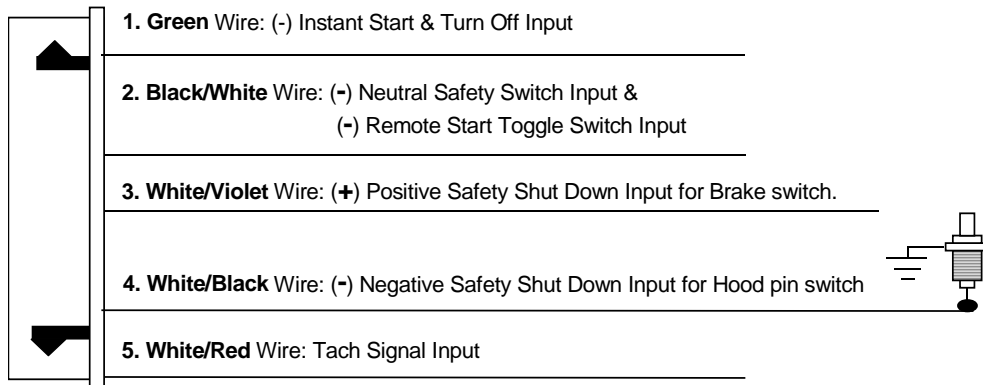 1. Green Wire: (-) Instant Start & Turn Off Input
2. Black/White Wire: (-) Neutral Safety Switch Input &
(-) Remote Start Toggle Switch Input
3. White/Violet Wire: (+) Positive Safety Shut Down Input for Brake switch.
4. White/Black Wire: (-) Negative Safety Shut Down Input for Hood pin switch
5. White/Red Wire: Tach Signal Input